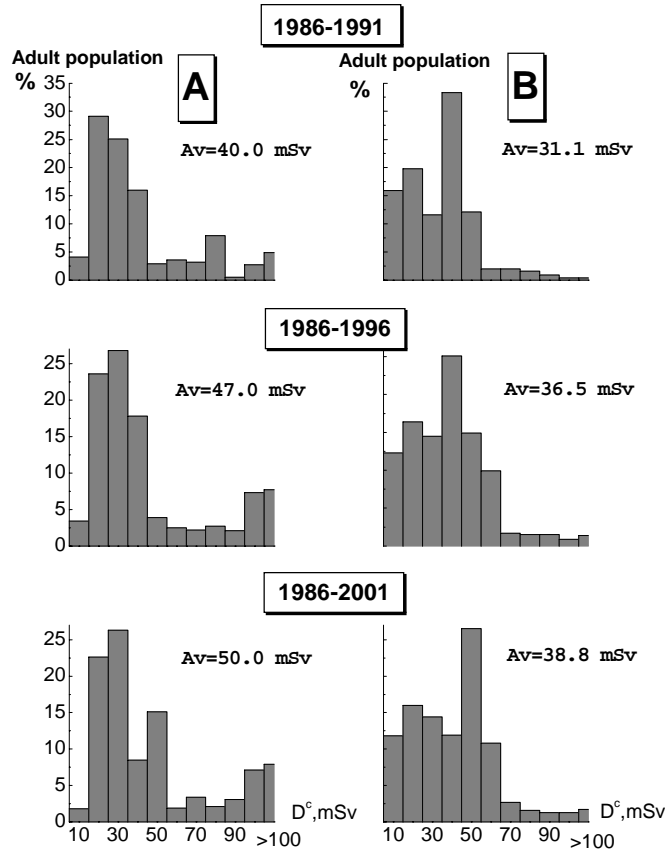 1986-1991
Adult population
%
A
35
30
25
20
15
10
5
0
Av=40.0 mSv
Adult population
%
B
Av=31.1 mSv
1986-1996
25
20
15
10
5
0
Av=47.0 mSv
Av=36.5 mSv
1986-2001
25
20
15
10
5
0
Av=50.0 mSv
10 30 50 70 90 >100
Dᶜ,mSv
Av=38.8 mSv
10 30 50 70 90 >100
Dᶜ,mSv